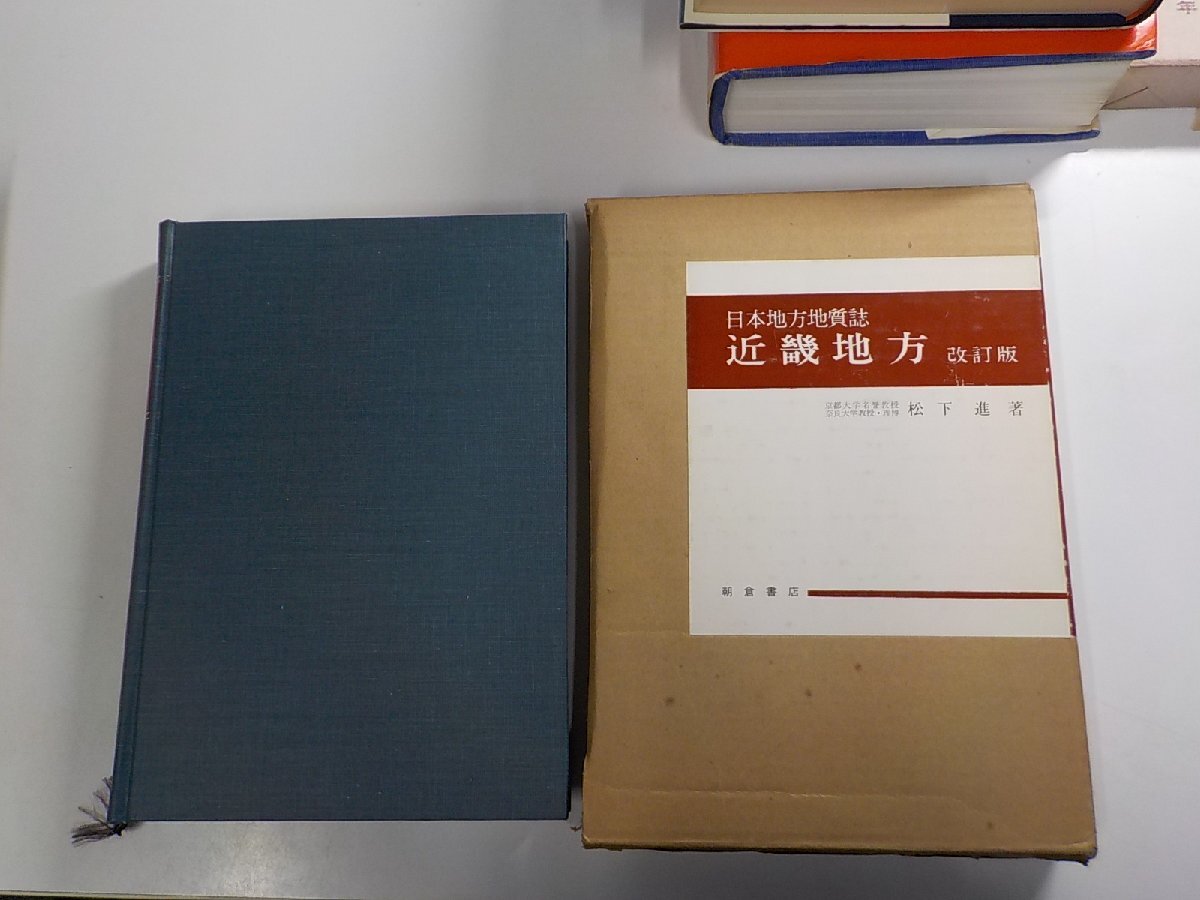 年
日本地方地質誌
近畿地方 改訂版
京都大学名誉教授
奈良大学教授・理博
松下進著
朝倉書店